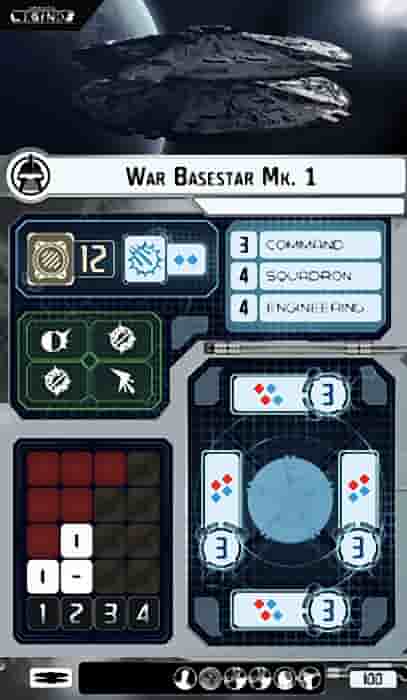 LEGENDS
WAR BASESTAR MK. 1
12
3 COMMAND
4 SQUADRON
4 ENGINEERING
3
3 3
3
1
1 -
1 2 3 4
100